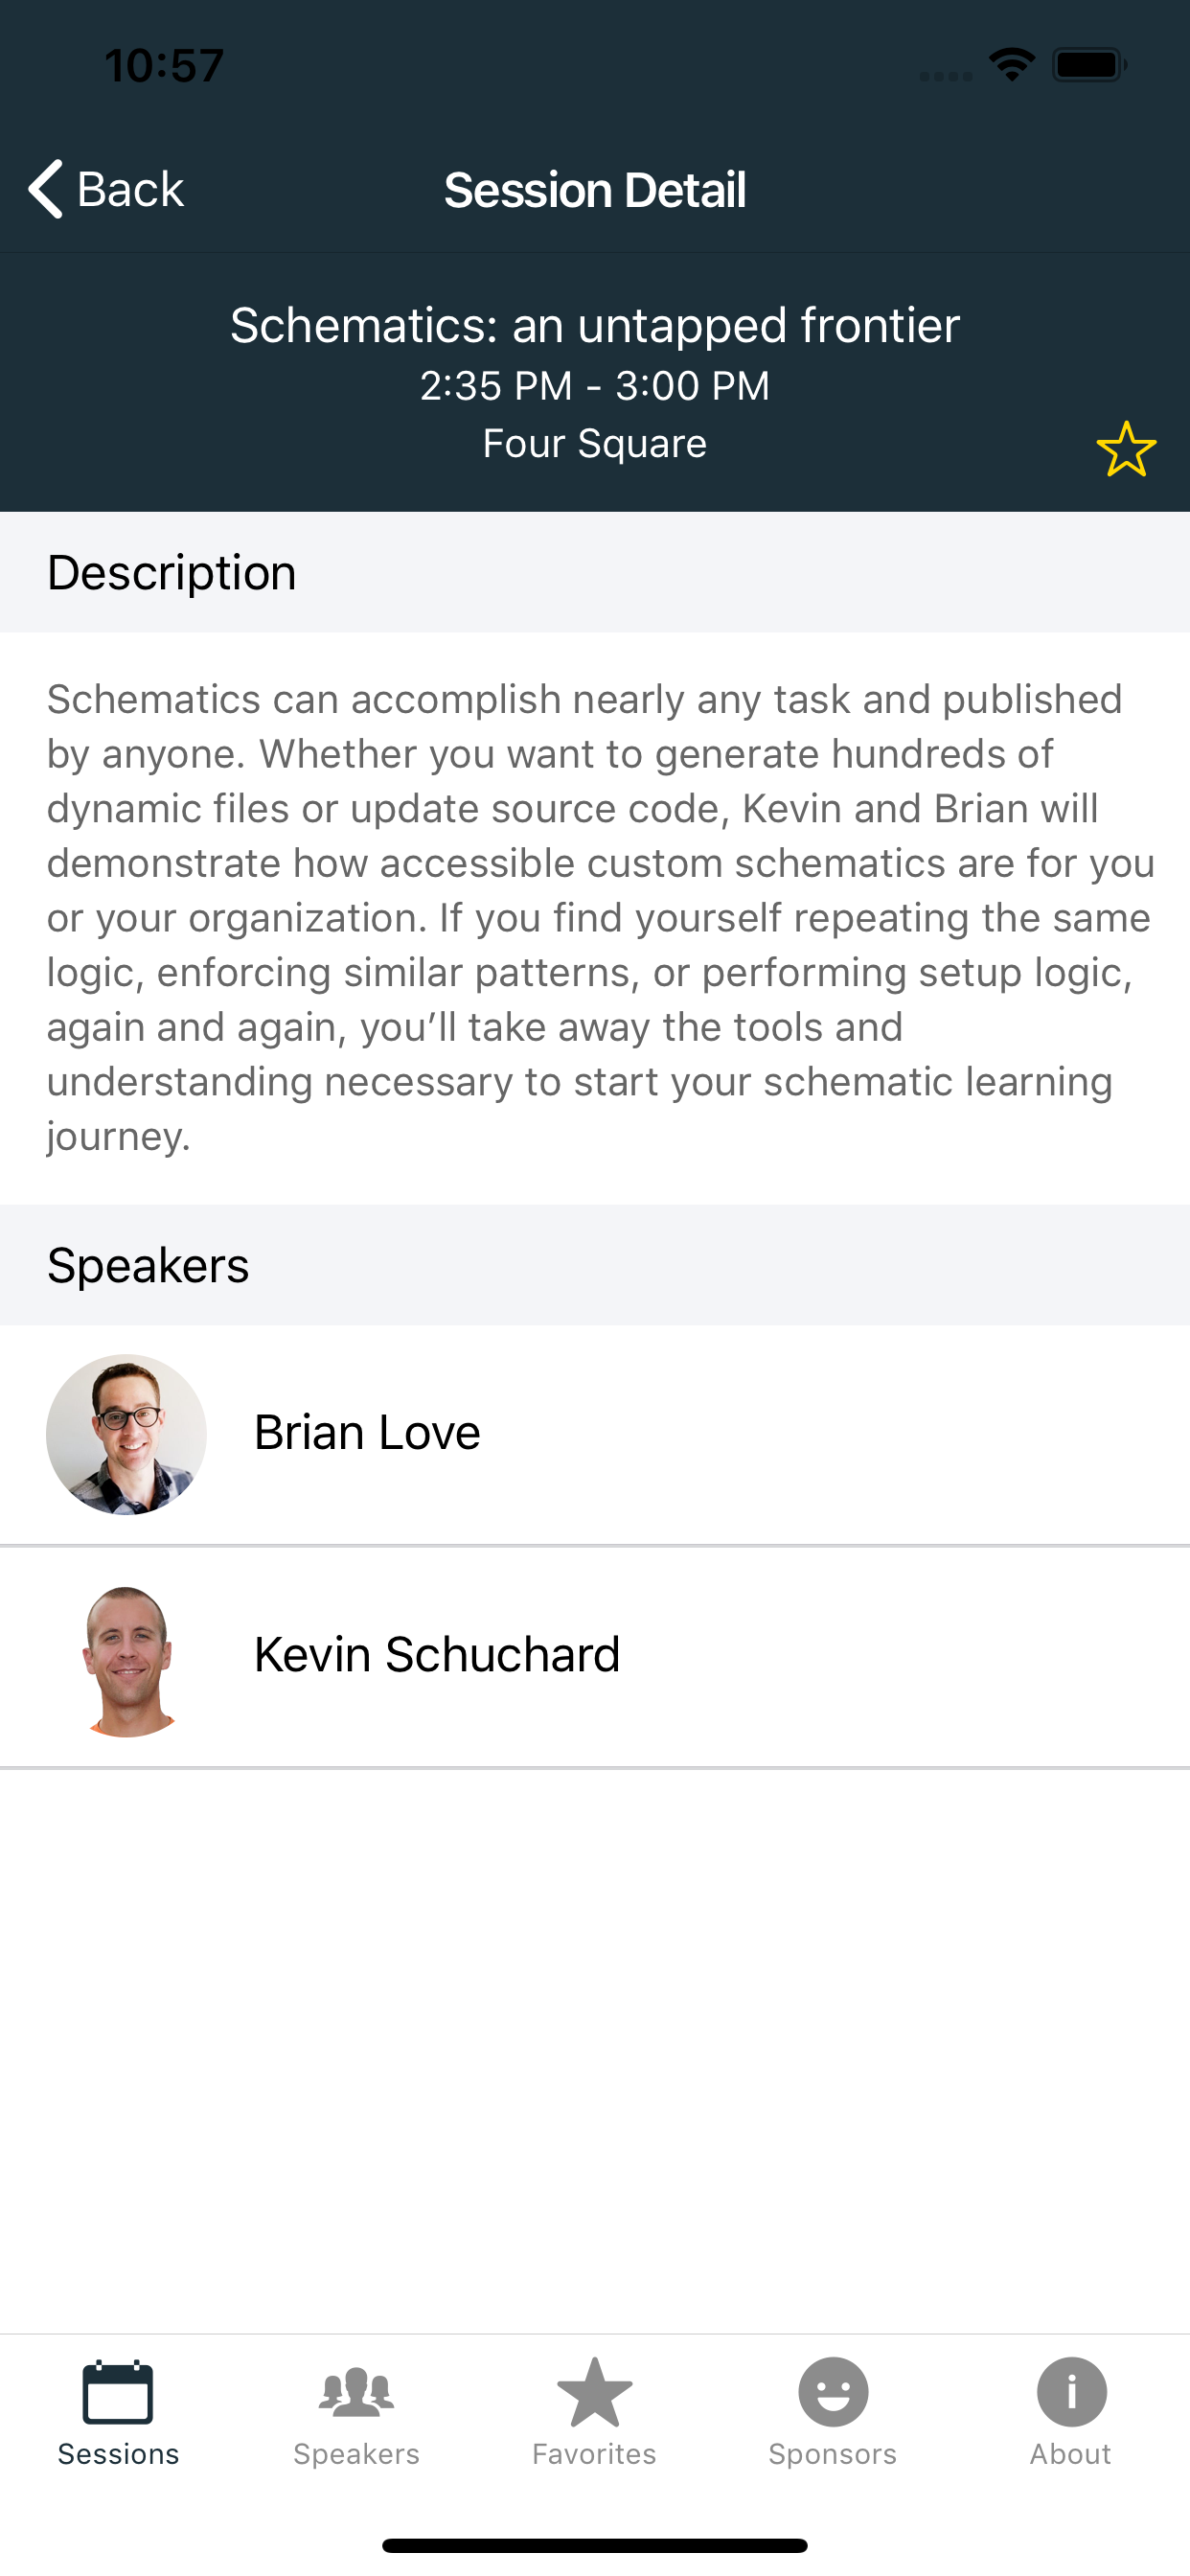 10:57
Back
Session Detail
Schematics: an untapped frontier
2:35 PM - 3:00 PM
Four Square
Description
Schematics can accomplish nearly any task and published
by anyone. Whether you want to generate hundreds of
dynamic files or update source code, Kevin and Brian will
demonstrate how accessible custom schematics are for you
or your organization. If you find yourself repeating the same
logic, enforcing similar patterns, or performing setup logic,
again and again, you’ll take away the tools and
understanding necessary to start your schematic learning
journey.
Speakers
Brian Love
Kevin Schuchard
Sessions
Speakers
Favorites
Sponsors
About